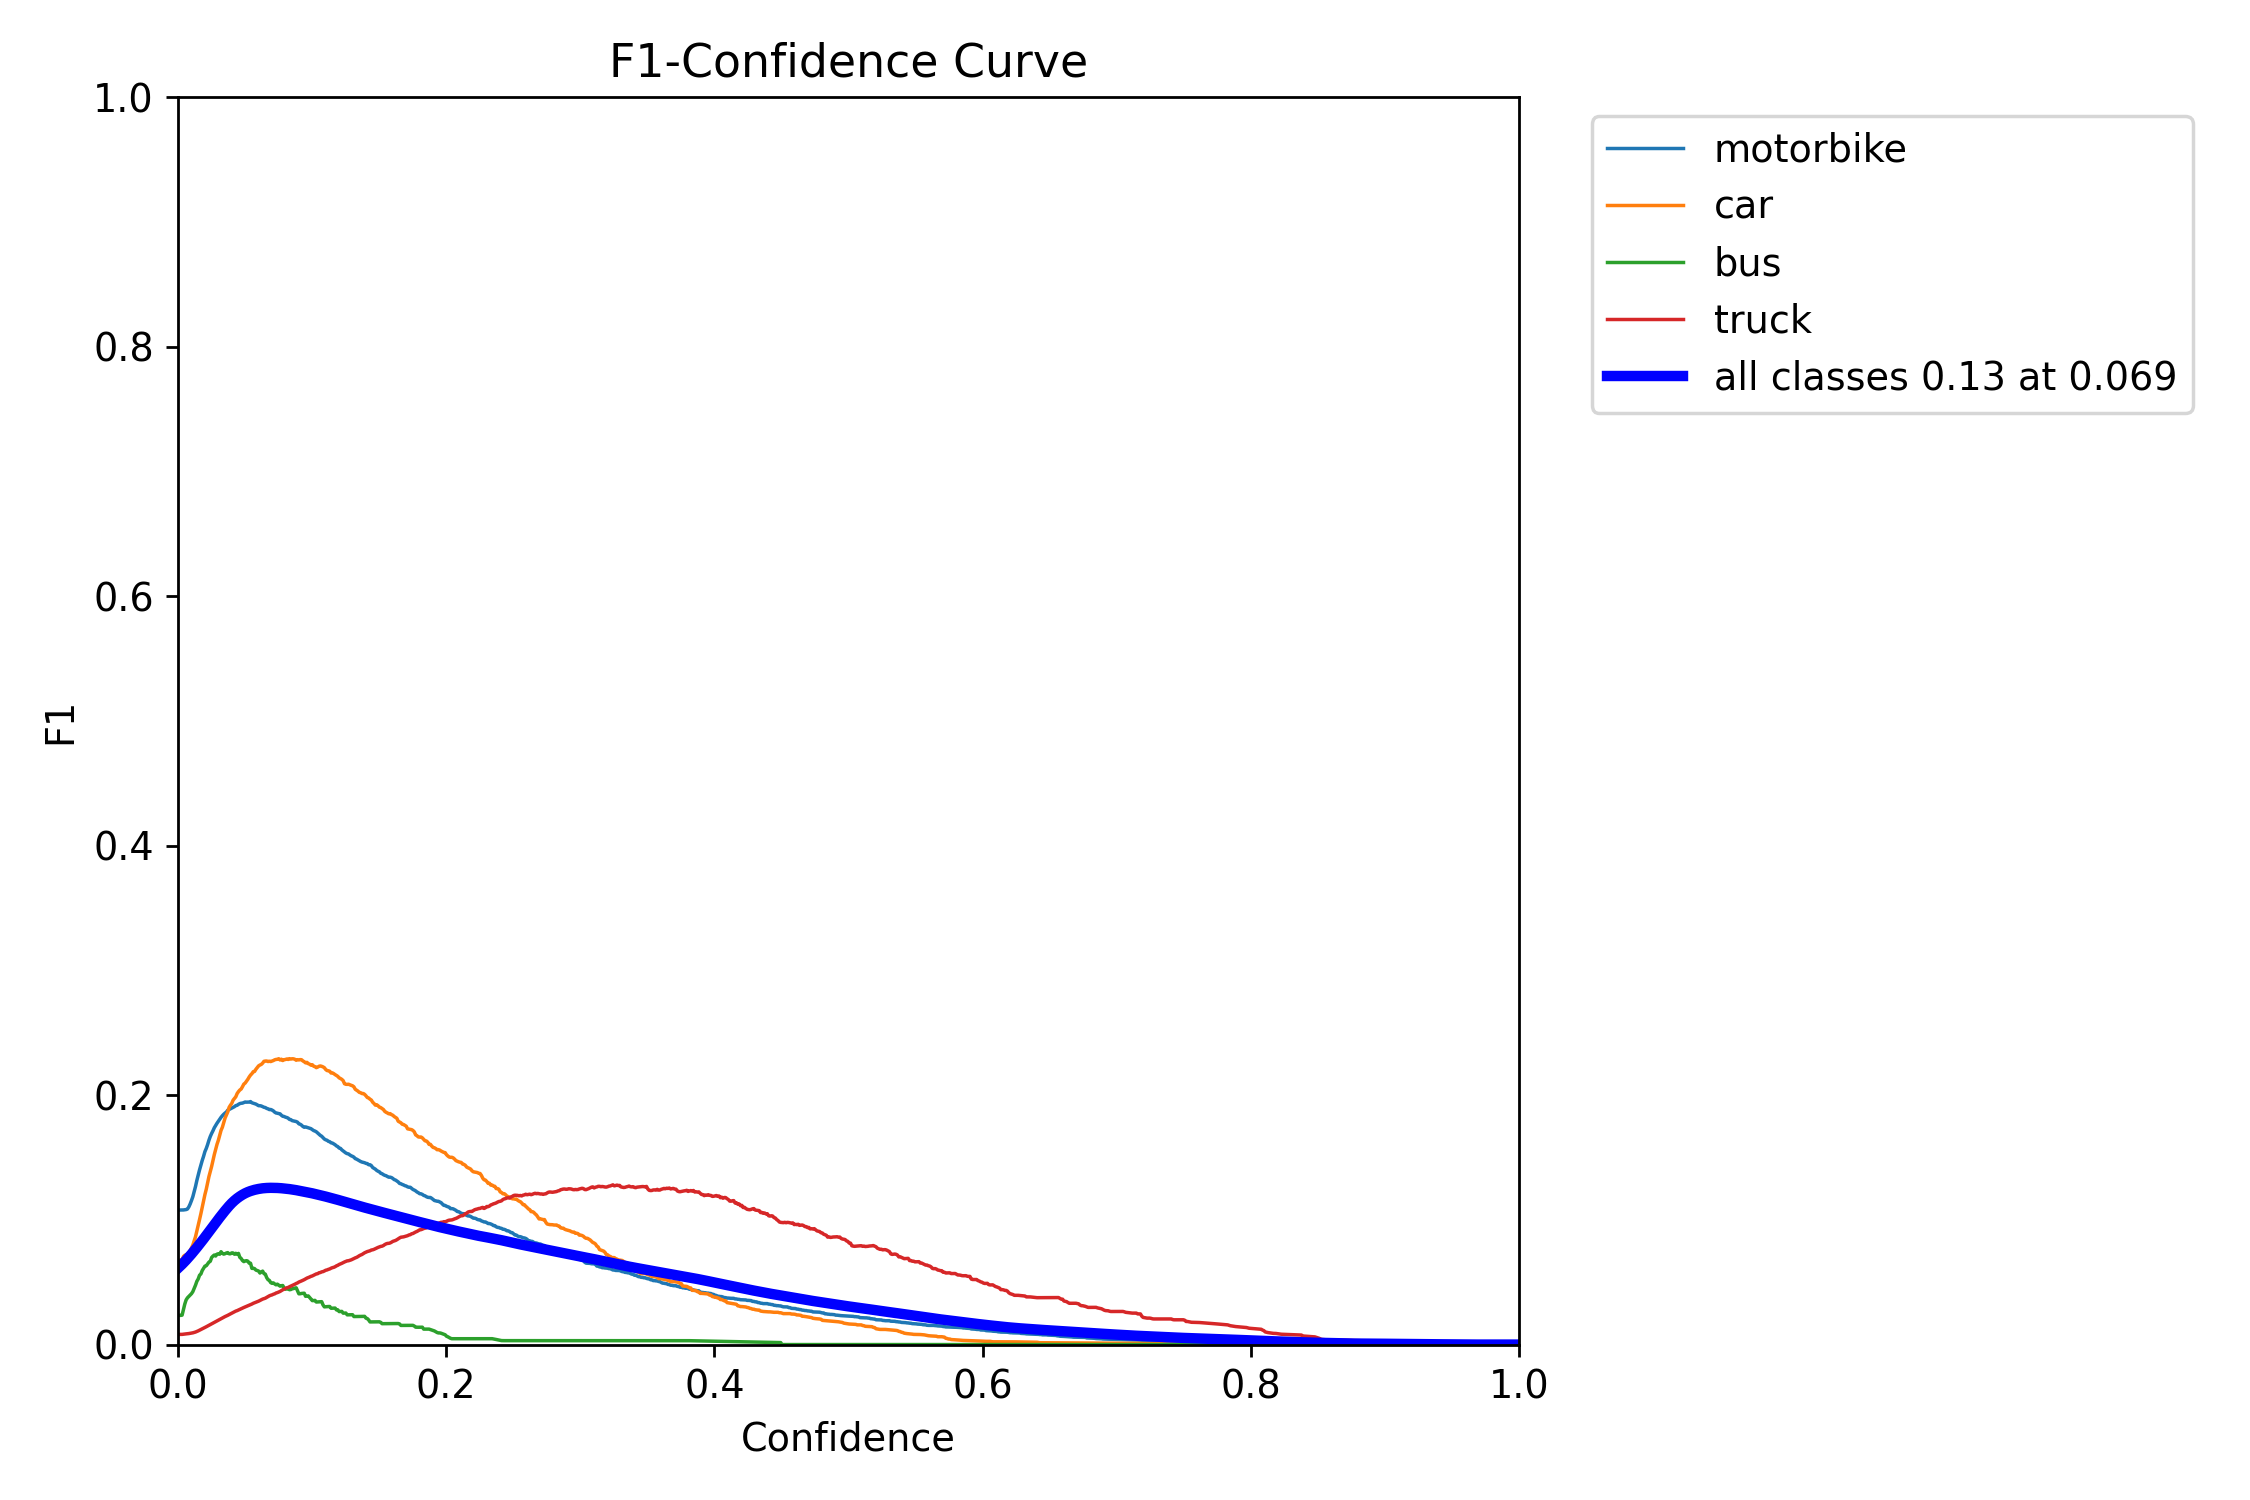 F1-Confidence Curve
1.0
0.8
0.6
0.4
0.2
0.0
F1
0.0 0.2 0.4 0.6 0.8 1.0
Confidence
motorbike
car
bus
truck
all classes 0.13 at 0.069